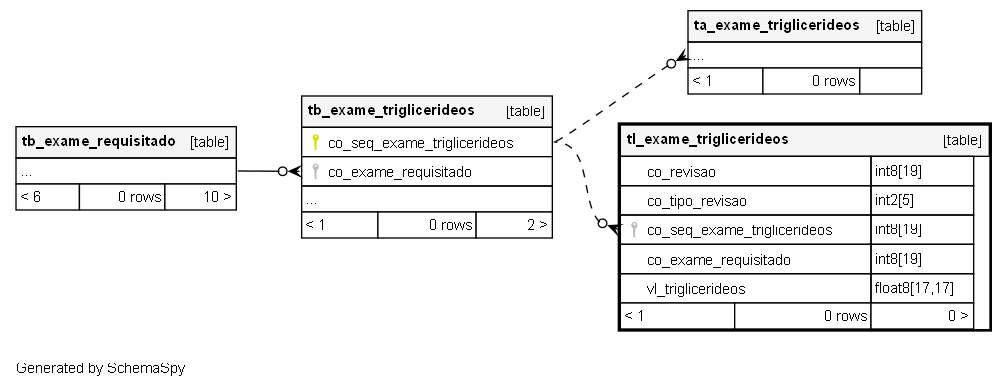 ta_exame_triglicerideos [table]
...
< 1 0 rows
tb_exame_triglicerideos [table]
co_seq_exame_triglicerideos
co_exame_requisitado
...
< 1 0 rows 2 >
tb_exame_requisitado [table]
...
< 6 0 rows 10 >
tl_exame_triglicerideos [table]
co_revisao int8[19]
co_tipo_revisao int2[5]
co_seq_exame_triglicerideos int8[19]
co_exame_requisitado int8[19]
vl_triglicerideos float8[17,17]
< 1 0 rows 0 >
Generated by SchemaSpy